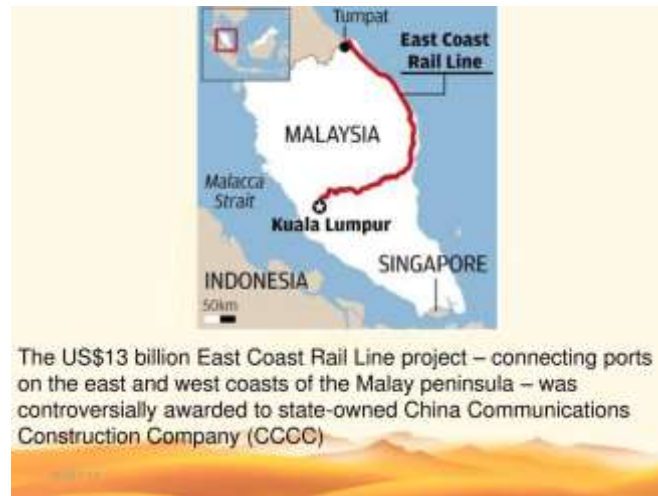 Tumpat
East Coast
Rail Line
MALAYSIA
Malacca
Strait
Kuala Lumpur
SINGAPORE
INDONESIA
50km
The US$13 billion East Coast Rail Line project – connecting ports
on the east and west coasts of the Malay peninsula – was
controversially awarded to state-owned China Communications
Construction Company (CCCC)